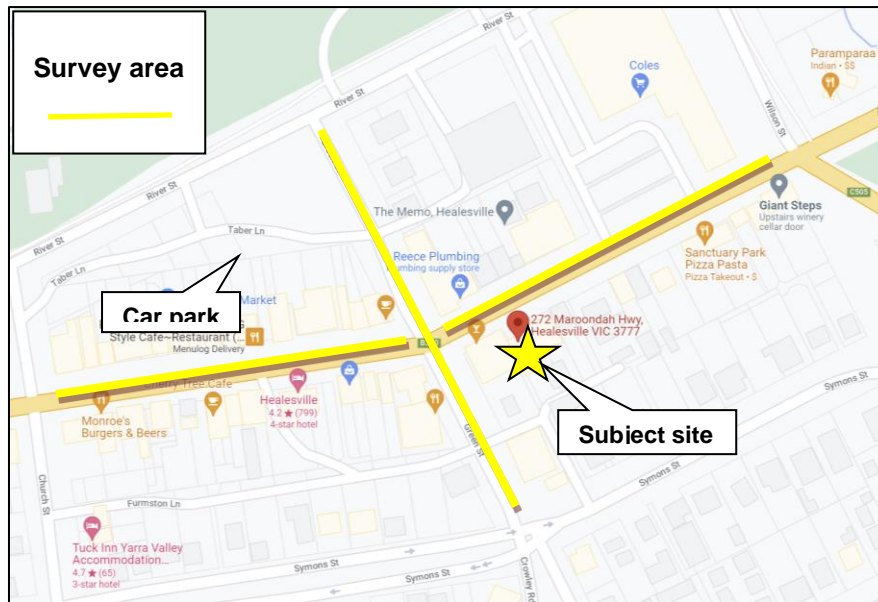 Survey area
River St
River St
River St
River St
Coles
Paramparaa
Indian • $$
Wilson St
C505
Giant Steps
Upstairs winery
cellar door
The Memo, Healesville
Taber Ln
Taber Ln
Reece Plumbing
Plumbing supply store
Sanctuary Park
Pizza Pasta
Pizza Takeout • $
Car park
Market
Style Cafe~Restaurant (...
Menulog Delivery
272 Maroondah Hwy,
Healesville VIC 3777
Cherry Tree Cafe
Healesville
4.2 ★ (799)
4-star hotel
Monroe's
Burgers & Beers
Subject site
Symons St
Green St
Symons St
Church St
Furmston Ln
Tuck Inn Yarra Valley
Accommodation...
4.7 ★ (65)
3-star hotel
Symons St
Symons St
Crowley Rd